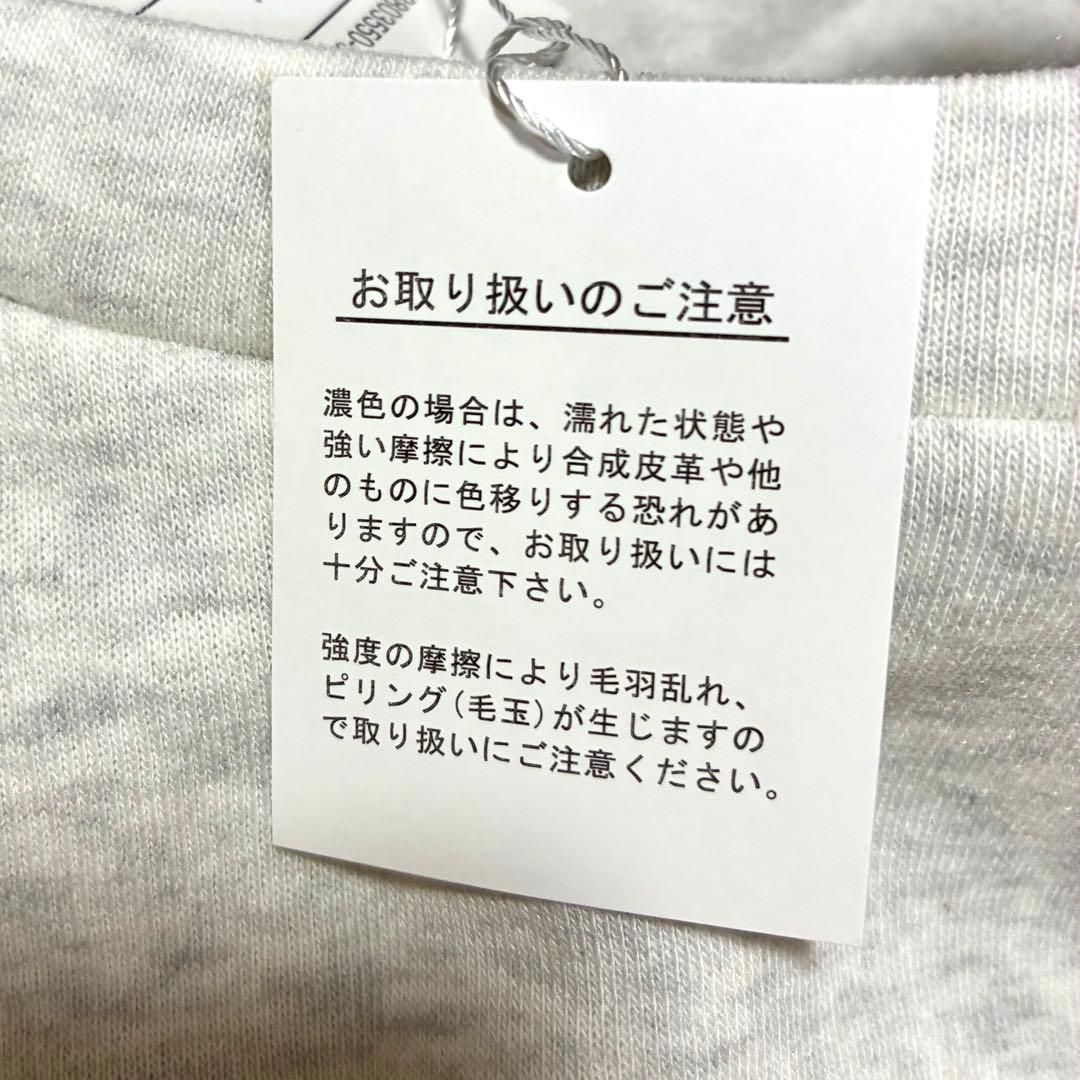 お取り扱いのご注意
濃色の場合は、濡れた状態や
強い摩擦により合成皮革や他
のものに色移りする恐れがあ
りますので、お取り扱いには
十分ご注意下さい。
強度の摩擦により毛羽乱れ、
ピリング(毛玉)が生じますの
で取り扱いにご注意ください。